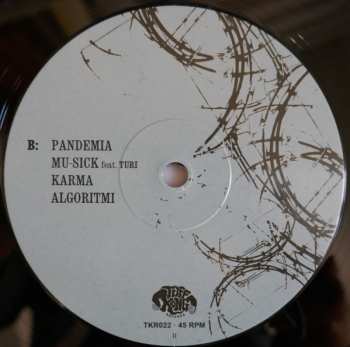 B: PANDEMIA
MU-SICK feat. TURI
KARMA
ALGORITMI
TKR022 - 45 RPM